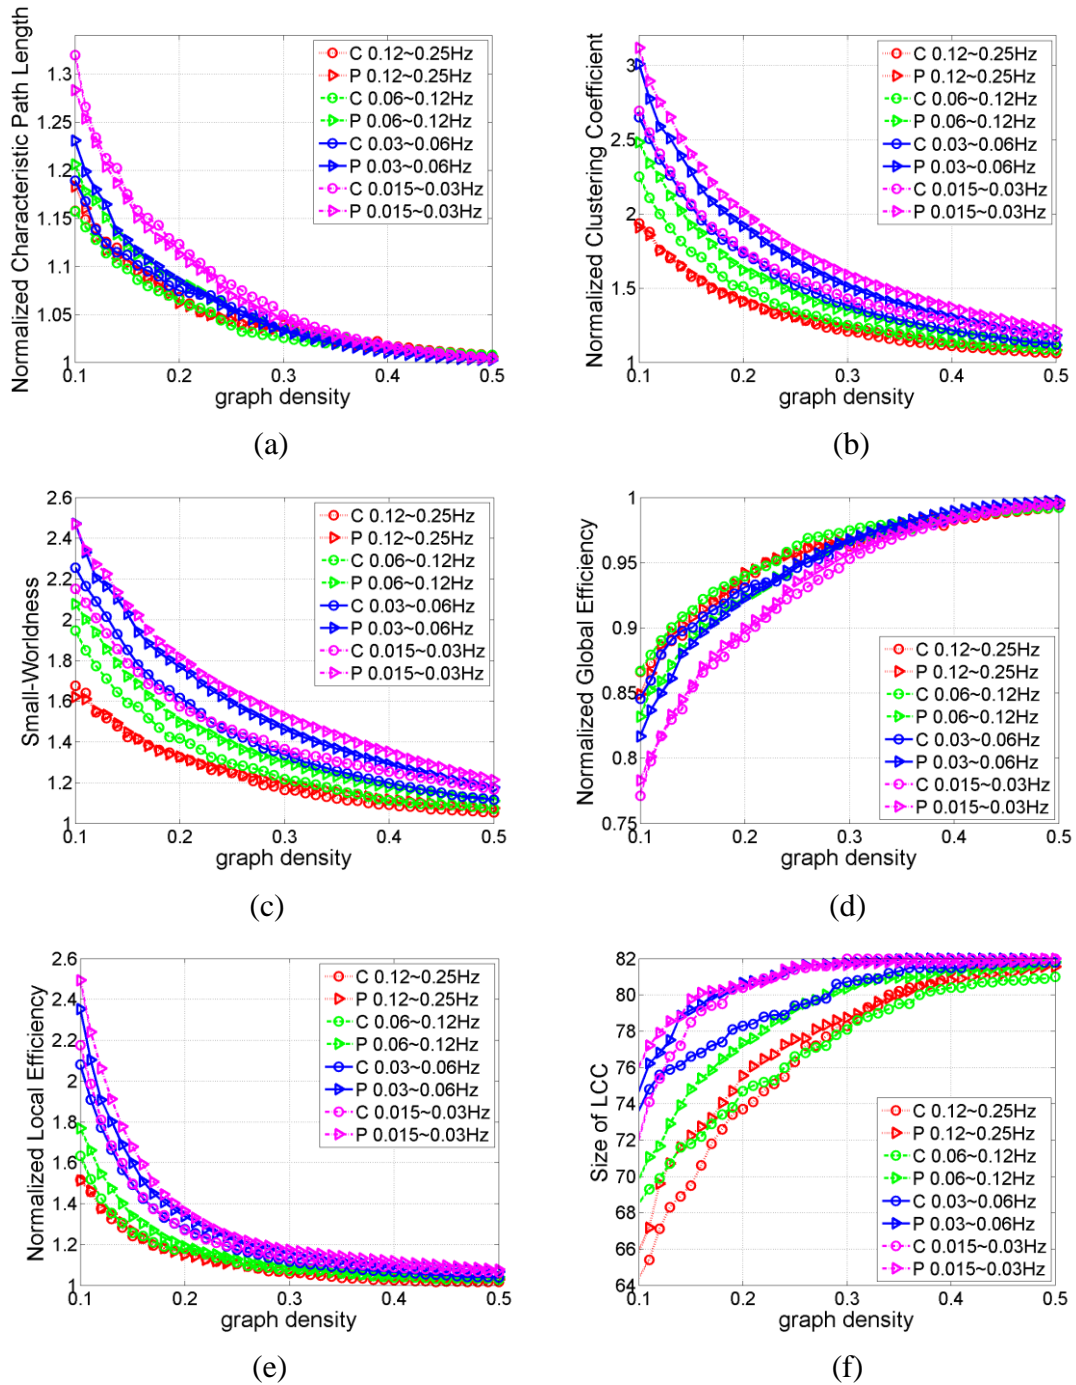 Normalized Characteristic Path Length
1.3
1.25
1.2
1.15
1.1
1.05
1
0.1 0.2 0.3 0.4 0.5
graph density
C 0.12~0.25Hz
P 0.12~0.25Hz
C 0.06~0.12Hz
P 0.06~0.12Hz
C 0.03~0.06Hz
P 0.03~0.06Hz
C 0.015~0.03Hz
P 0.015~0.03Hz
(a)
Normalized Clustering Coefficient
3
2.5
2
1.5
1
0.1 0.2 0.3 0.4 0.5
graph density
C 0.12~0.25Hz
P 0.12~0.25Hz
C 0.06~0.12Hz
P 0.06~0.12Hz
C 0.03~0.06Hz
P 0.03~0.06Hz
C 0.015~0.03Hz
P 0.015~0.03Hz
(b)
Small-Worldness
2.6
2.4
2.2
2
1.8
1.6
1.4
1.2
1
0.1 0.2 0.3 0.4 0.5
graph density
C 0.12~0.25Hz
P 0.12~0.25Hz
C 0.06~0.12Hz
P 0.06~0.12Hz
C 0.03~0.06Hz
P 0.03~0.06Hz
C 0.015~0.03Hz
P 0.015~0.03Hz
(c)
Normalized Global Efficiency
1
0.95
0.9
0.85
0.8
0.75
0.1 0.2 0.3 0.4 0.5
graph density
C 0.12~0.25Hz
P 0.12~0.25Hz
C 0.06~0.12Hz
P 0.06~0.12Hz
C 0.03~0.06Hz
P 0.03~0.06Hz
C 0.015~0.03Hz
P 0.015~0.03Hz
(d)
Normalized Local Efficiency
2.6
2.4
2.2
2
1.8
1.6
1.4
1.2
1
0.1 0.2 0.3 0.4 0.5
graph density
C 0.12~0.25Hz
P 0.12~0.25Hz
C 0.06~0.12Hz
P 0.06~0.12Hz
C 0.03~0.06Hz
P 0.03~0.06Hz
C 0.015~0.03Hz
P 0.015~0.03Hz
(e)
Size of LCC
82
80
78
76
74
72
70
68
66
64
0.1 0.2 0.3 0.4 0.5
graph density
C 0.12~0.25Hz
P 0.12~0.25Hz
C 0.06~0.12Hz
P 0.06~0.12Hz
C 0.03~0.06Hz
P 0.03~0.06Hz
C 0.015~0.03Hz
P 0.015~0.03Hz
(f)